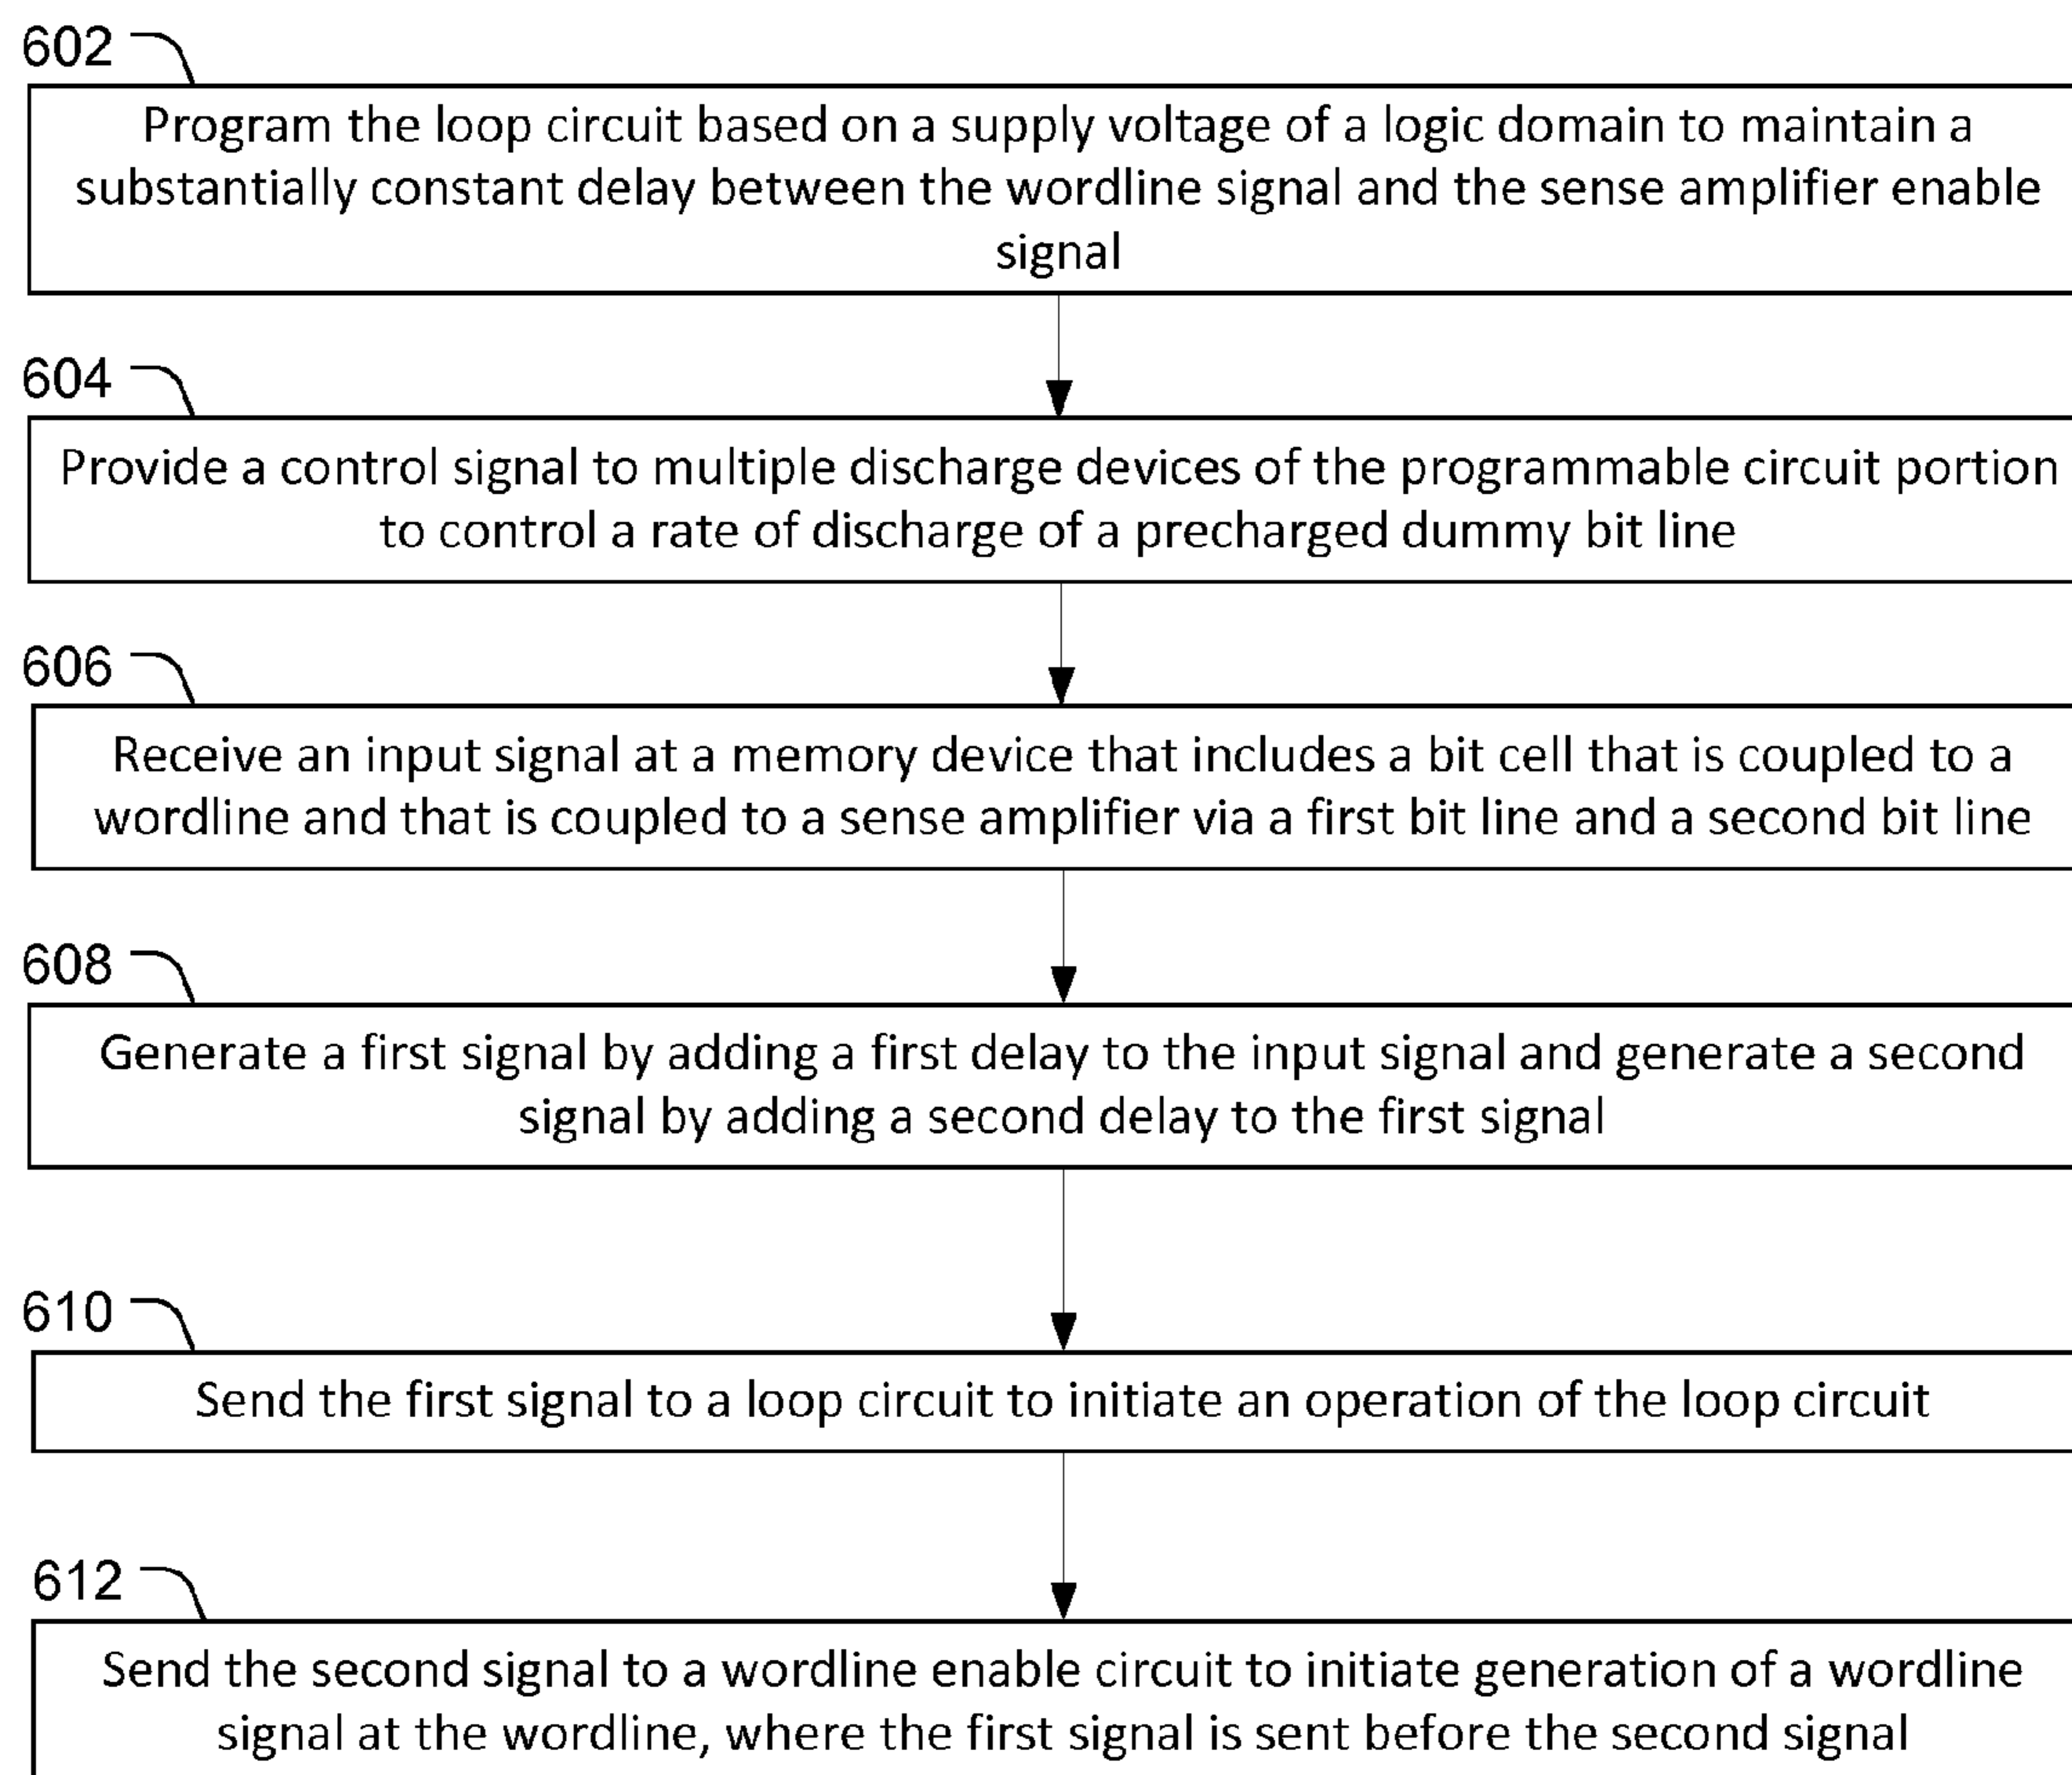 602
Program the loop circuit based on a supply voltage of a logic domain to maintain a
substantially constant delay between the wordline signal and the sense amplifier enable
signal
604
Provide a control signal to multiple discharge devices of the programmable circuit portion
to control a rate of discharge of a precharged dummy bit line
606
Receive an input signal at a memory device that includes a bit cell that is coupled to a
wordline and that is coupled to a sense amplifier via a first bit line and a second bit line
608
Generate a first signal by adding a first delay to the input signal and generate a second
signal by adding a second delay to the first signal
610
Send the first signal to a loop circuit to initiate an operation of the loop circuit
612
Send the second signal to a wordline enable circuit to initiate generation of a wordline
signal at the wordline, where the first signal is sent before the second signal